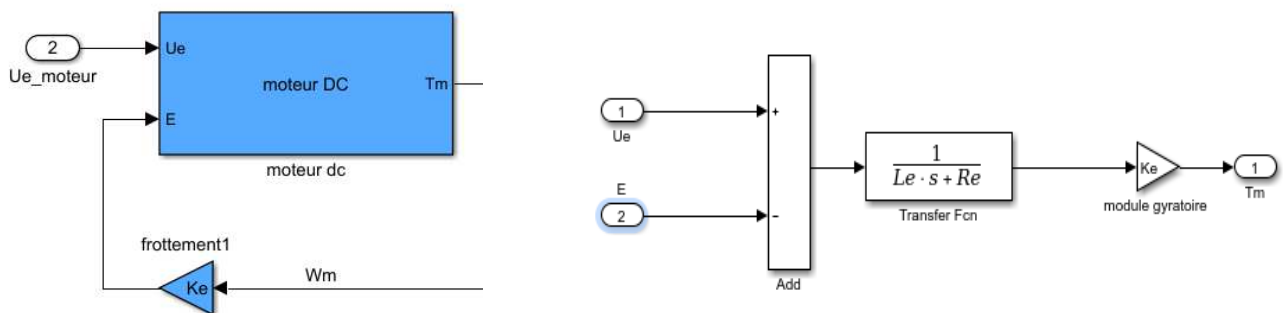 2
Ue_moteur
Ue
E
moteur DC
Tm
moteur dc
frottement1
Ke
Wm
1
Ue
E
2
+
−
Add
1
Le · s + Re
Transfer Fcn
Ke
module gyratoire
1
Tm